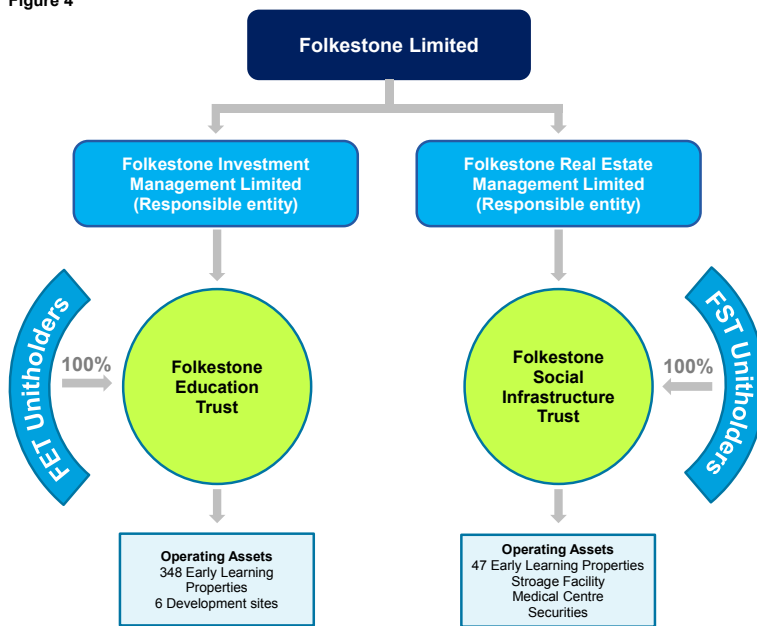 Figure 4
Folkestone Limited
Folkestone Investment
Management Limited
(Responsible entity)
Folkestone Real Estate
Management Limited
(Responsible entity)
FET Unitholders
100%
Folkestone
Education
Trust
Folkestone
Social
Infrastructure
Trust
100%
FST Unitholders
Operating Assets
348 Early Learning
Properties
6 Development sites
Operating Assets
47 Early Learning Properties
Stroage Facility
Medical Centre
Securities